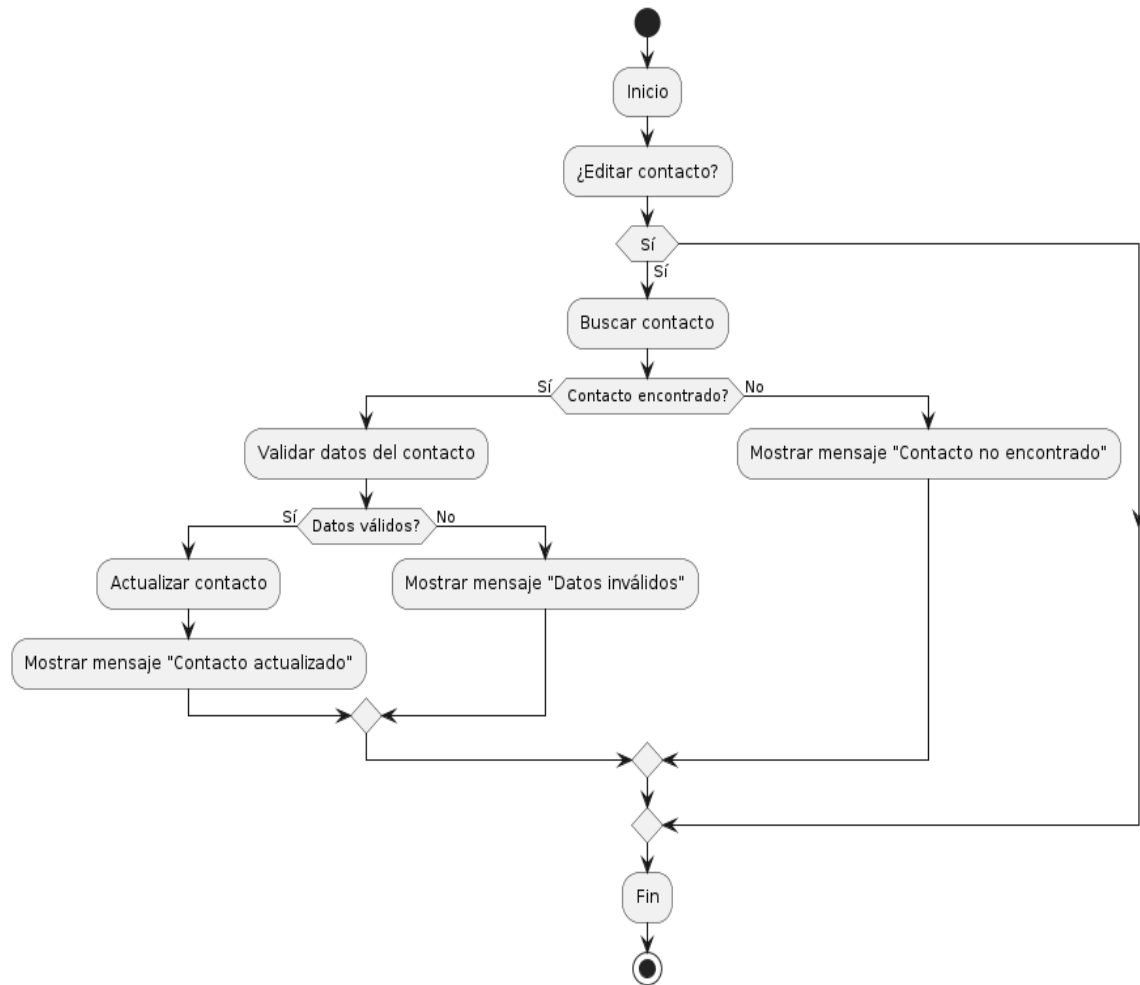 Inicio
¿Editar contacto?
Sí
Sí
Buscar contacto
Sí
Contacto encontrado?
No
Validar datos del contacto
Mostrar mensaje "Contacto no encontrado"
Sí
Datos válidos?
No
Actualizar contacto
Mostrar mensaje "Datos inválidos"
Mostrar mensaje "Contacto actualizado"
Fin